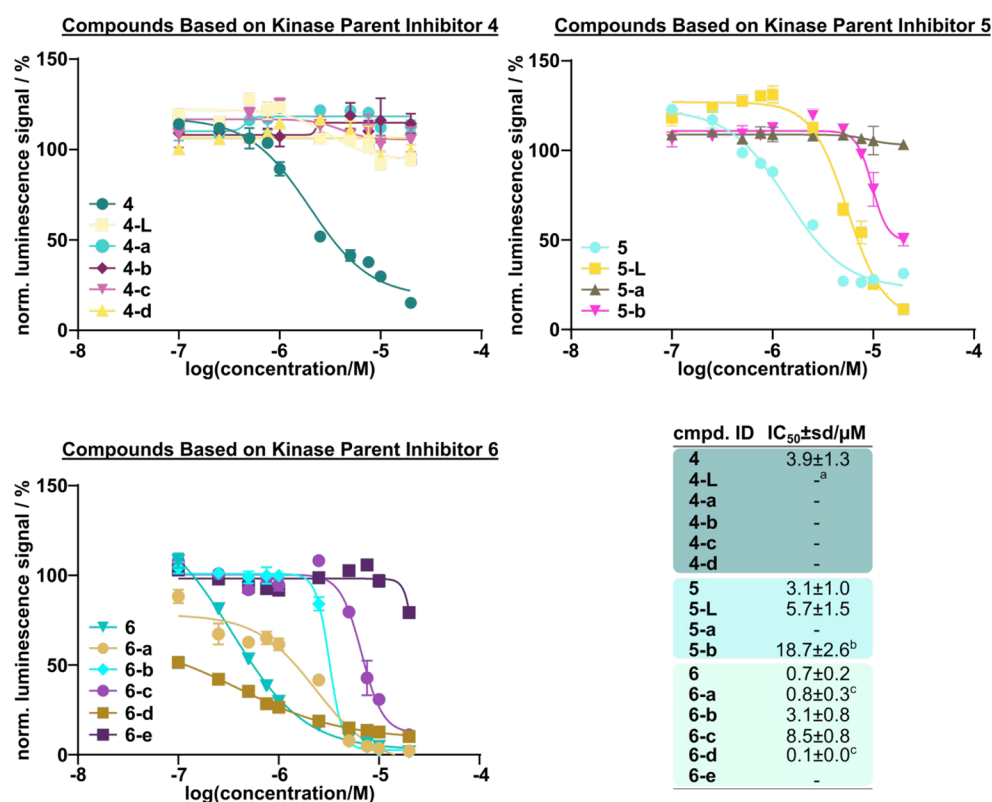 Compounds Based on Kinase Parent Inhibitor 4
norm. luminescence signal / %
150
100
50
0
4
4-L
4-a
4-b
4-c
4-d
-8
-7
-6
-5
-4
log(concentration/M)
Compounds Based on Kinase Parent Inhibitor 5
norm. luminescence signal / %
150
100
50
0
5
5-L
5-a
5-b
-8
-7
-6
-5
-4
log(concentration/M)
Compounds Based on Kinase Parent Inhibitor 6
norm. luminescence signal / %
150
100
50
0
6
6-a
6-b
6-c
6-d
6-e
-8
-7
-6
-5
-4
log(concentration/M)
cmpd. ID IC₅₀±sd/μM
4 3.9±1.3
4-L -ᵃ
4-a -
4-b -
4-c -
4-d -
5 3.1±1.0
5-L 5.7±1.5
5-a -
5-b 18.7±2.6ᵇ
6 0.7±0.2
6-a 0.8±0.3ᶜ
6-b 3.1±0.8
6-c 8.5±0.8
6-d 0.1±0.0ᶜ
6-e -